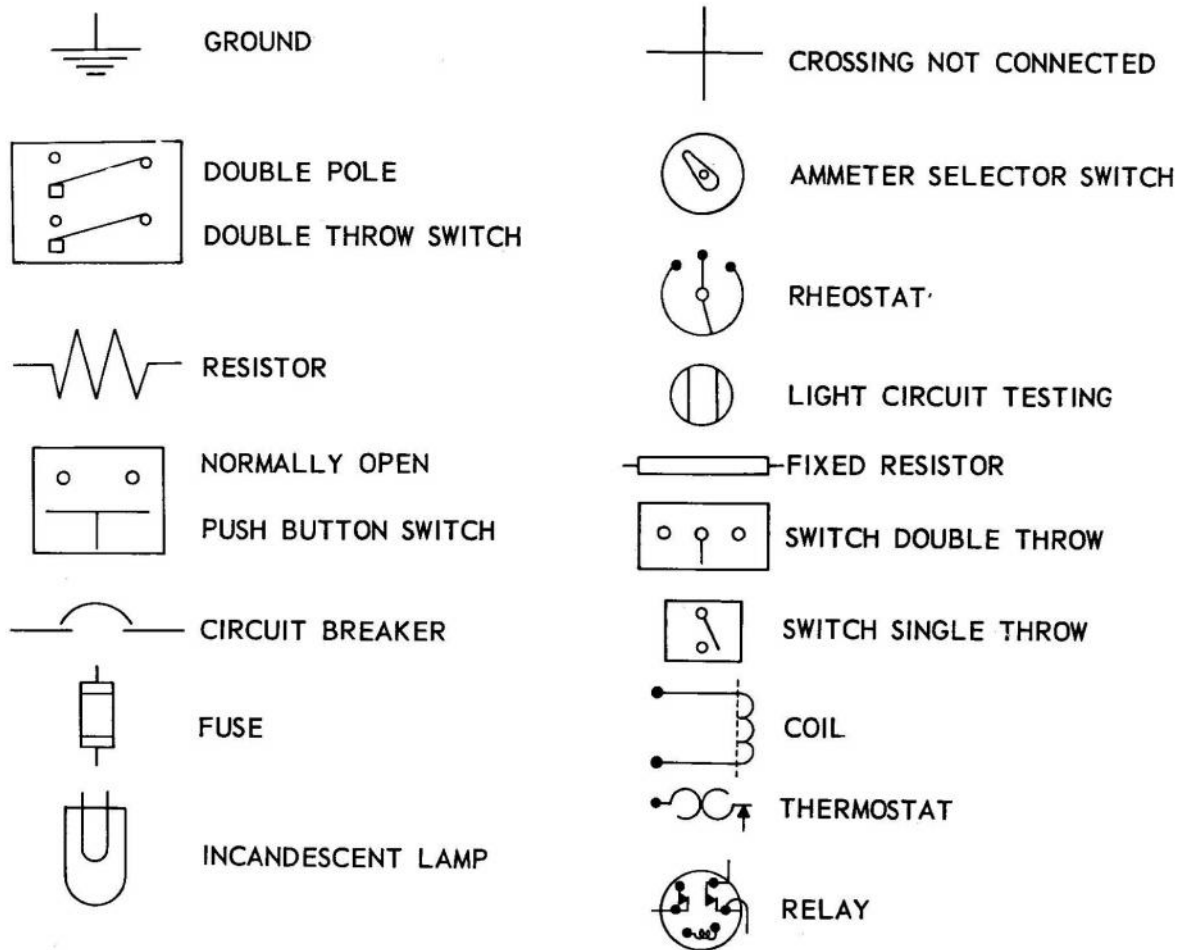 GROUND
DOUBLE POLE
DOUBLE THROW SWITCH
RESISTOR
NORMALLY OPEN
PUSH BUTTON SWITCH
CIRCUIT BREAKER
FUSE
INCANDESCENT LAMP
CROSSING NOT CONNECTED
AMMETER SELECTOR SWITCH
RHEOSTAT
LIGHT CIRCUIT TESTING
FIXED RESISTOR
SWITCH DOUBLE THROW
SWITCH SINGLE THROW
COIL
THERMOSTAT
RELAY